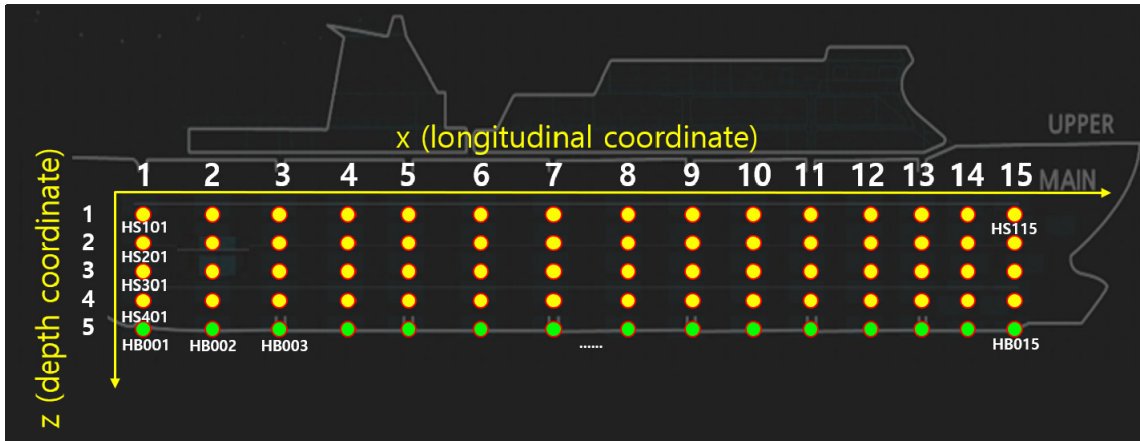 x (longitudinal coordinate)
UPPER
1 2 3 4 5 6 7 8 9 10 11 12 13 14 15
MAIN
z (depth coordinate)
1
HS101 HS115
2
HS201
3
HS301
4
HS401
5
HB001 HB002 HB003 ...... HB015